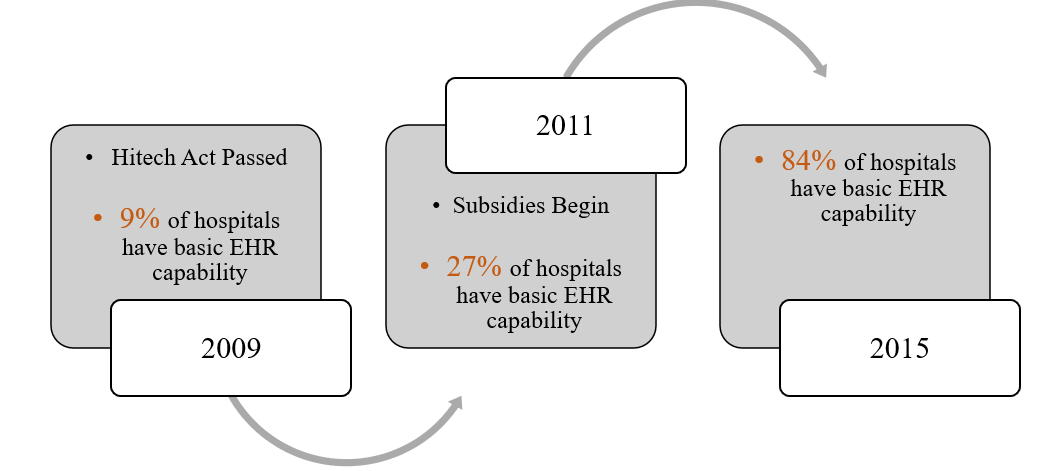 • Hitech Act Passed
• 9% of hospitals
have basic EHR
capability
2009
2011
• Subsidies Begin
• 27% of hospitals
have basic EHR
capability
• 84% of hospitals
have basic EHR
capability
2015